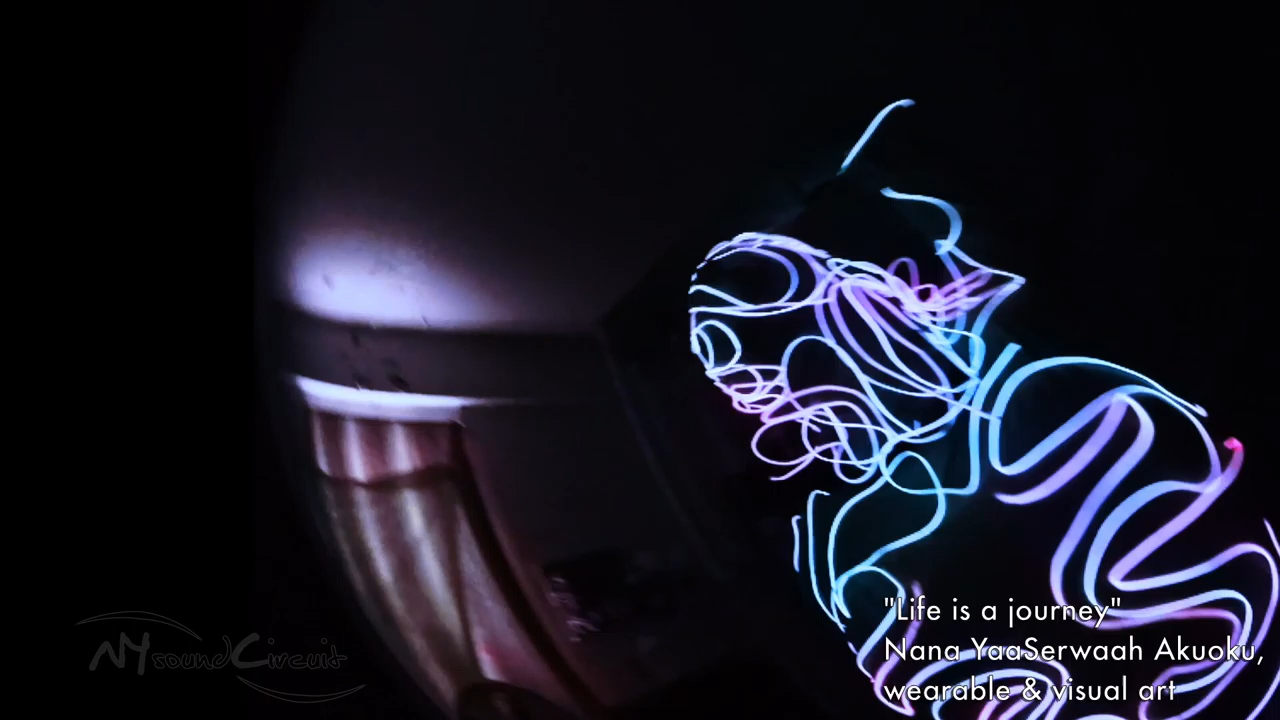 NYsoundCircuit
"Life is a journey"
Nana YaaSerwaah Akuoku,
wearable & visual art